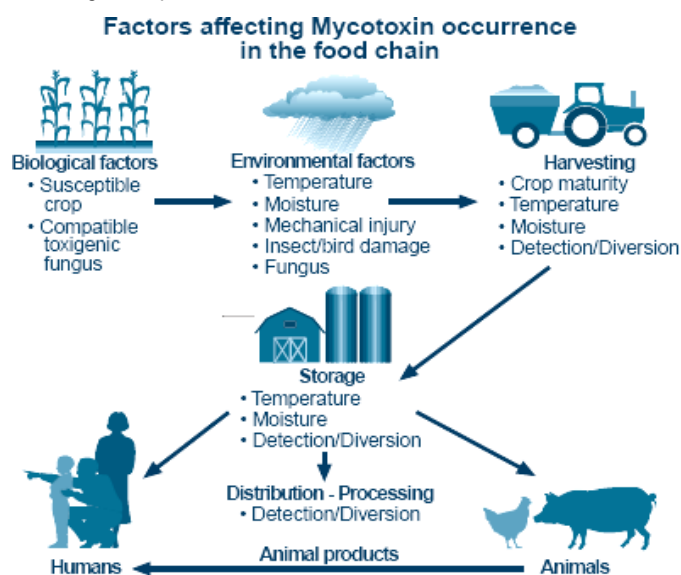 Factors affecting Mycotoxin occurrence
in the food chain
Biological factors
• Susceptible
crop
• Compatible
toxigenic
fungus
Environmental factors
• Temperature
• Moisture
• Mechanical injury
• Insect/bird damage
• Fungus
Harvesting
• Crop maturity
• Temperature
• Moisture
• Detection/Diversion
Storage
• Temperature
• Moisture
• Detection/Diversion
Distribution - Processing
• Detection/Diversion
Animal products
Humans
Animals